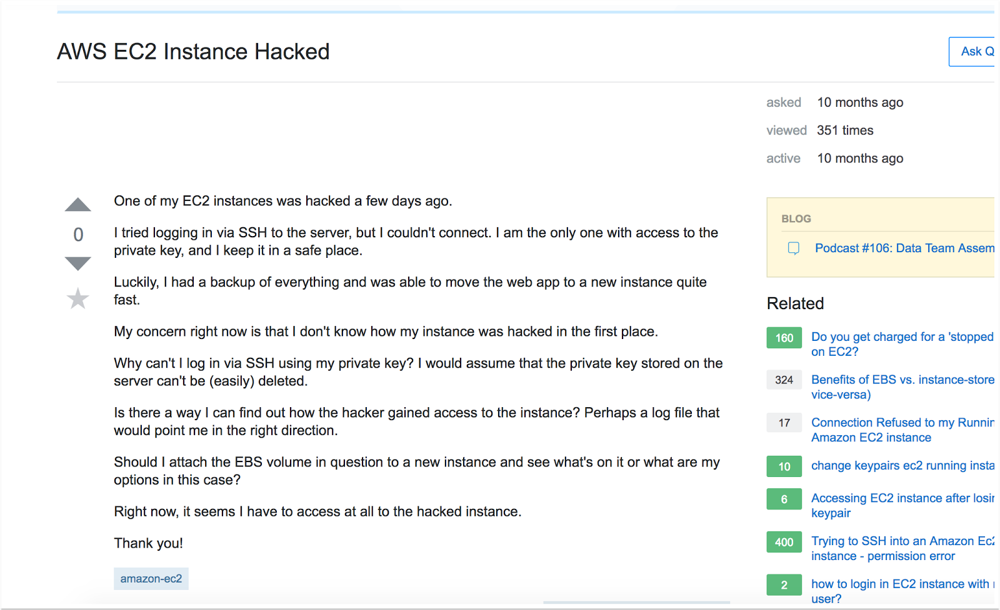 AWS EC2 Instance Hacked
Ask Q
asked 10 months ago
viewed 351 times
active 10 months ago
One of my EC2 instances was hacked a few days ago.
0
I tried logging in via SSH to the server, but I couldn't connect. I am the only one with access to the
private key, and I keep it in a safe place.
Luckily, I had a backup of everything and was able to move the web app to a new instance quite
fast.
My concern right now is that I don't know how my instance was hacked in the first place.
Why can't I log in via SSH using my private key? I would assume that the private key stored on the
server can't be (easily) deleted.
Is there a way I can find out how the hacker gained access to the instance? Perhaps a log file that
would point me in the right direction.
Should I attach the EBS volume in question to a new instance and see what's on it or what are my
options in this case?
Right now, it seems I have to access at all to the hacked instance.
Thank you!
amazon-ec2
BLOG
Podcast #106: Data Team Assem
Related
160 Do you get charged for a 'stopped
on EC2?
324 Benefits of EBS vs. instance-store
vice-versa)
17 Connection Refused to my Runnin
Amazon EC2 instance
10 change keypairs ec2 running insta
6 Accessing EC2 instance after losin
keypair
400 Trying to SSH into an Amazon Ec2
instance - permission error
2 how to login in EC2 instance with
user?